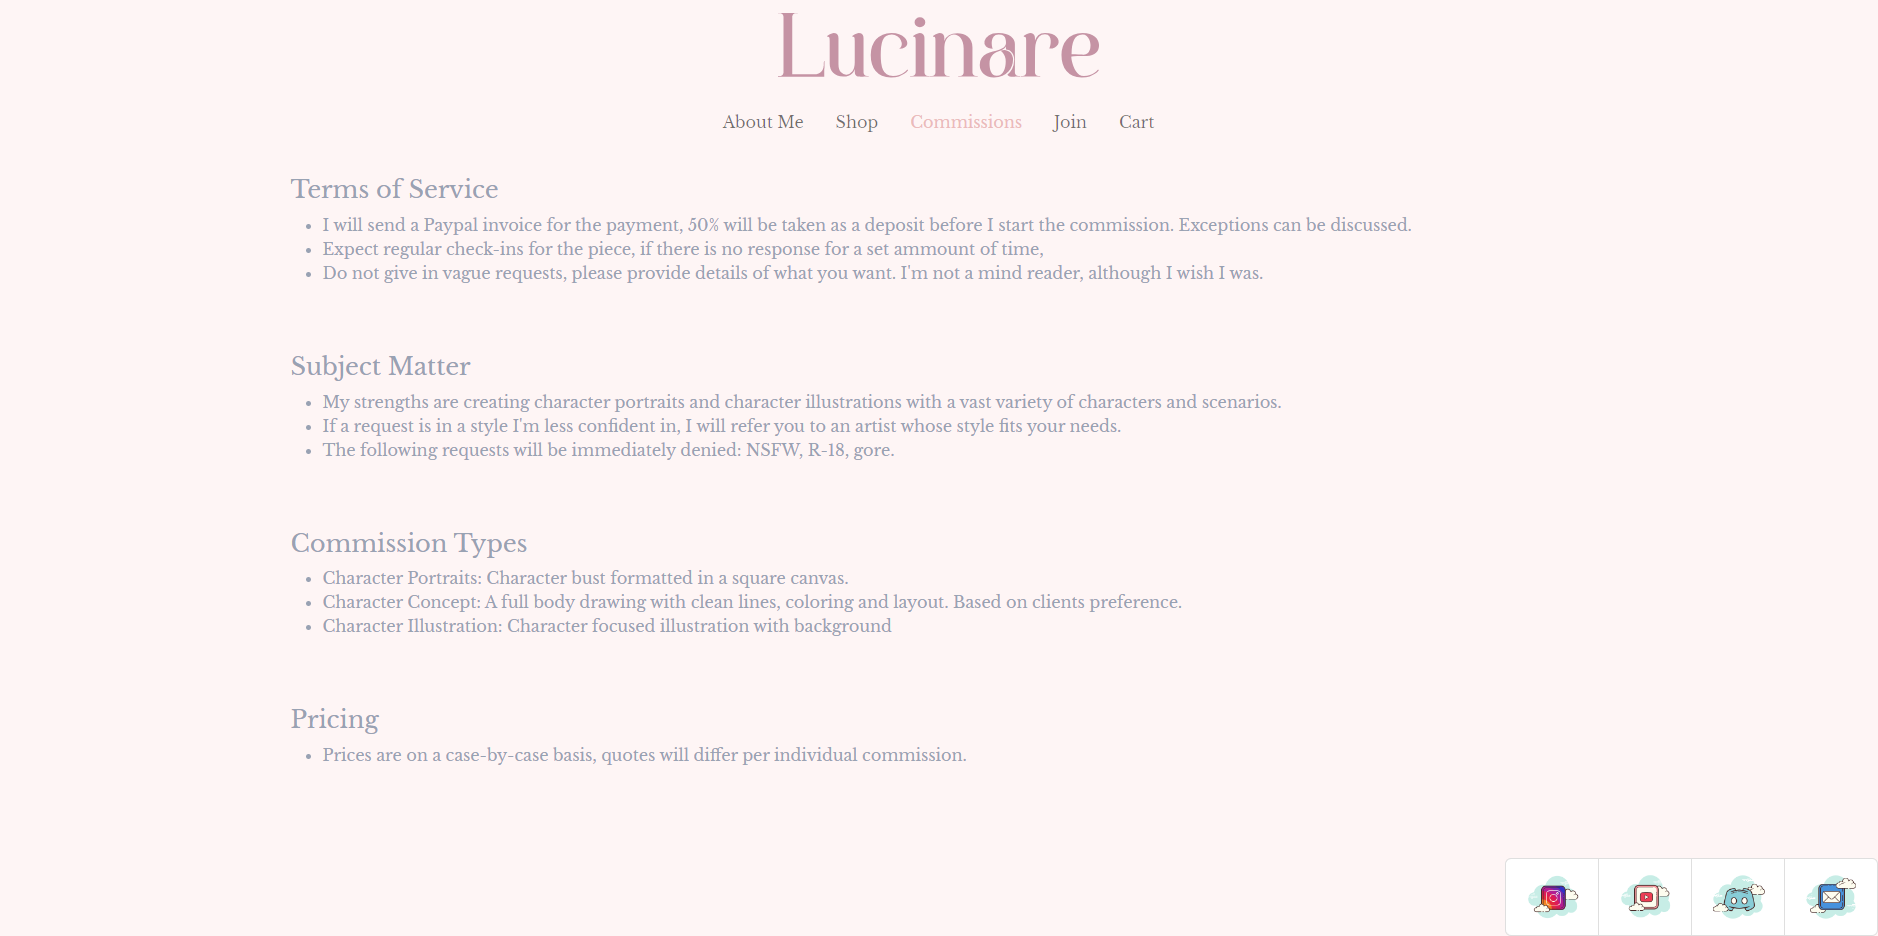 Lucinare
About Me Shop Commissions Join Cart
Terms of Service
• I will send a Paypal invoice for the payment, 50% will be taken as a deposit before I start the commission. Exceptions can be discussed.
• Expect regular check-ins for the piece, if there is no response for a set ammount of time,
• Do not give in vague requests, please provide details of what you want. I'm not a mind reader, although I wish I was.
Subject Matter
• My strengths are creating character portraits and character illustrations with a vast variety of characters and scenarios.
• If a request is in a style I'm less confident in, I will refer you to an artist whose style fits your needs.
• The following requests will be immediately denied: NSFW, R-18, gore.
Commission Types
• Character Portraits: Character bust formatted in a square canvas.
• Character Concept: A full body drawing with clean lines, coloring and layout. Based on clients preference.
• Character Illustration: Character focused illustration with background
Pricing
• Prices are on a case-by-case basis, quotes will differ per individual commission.